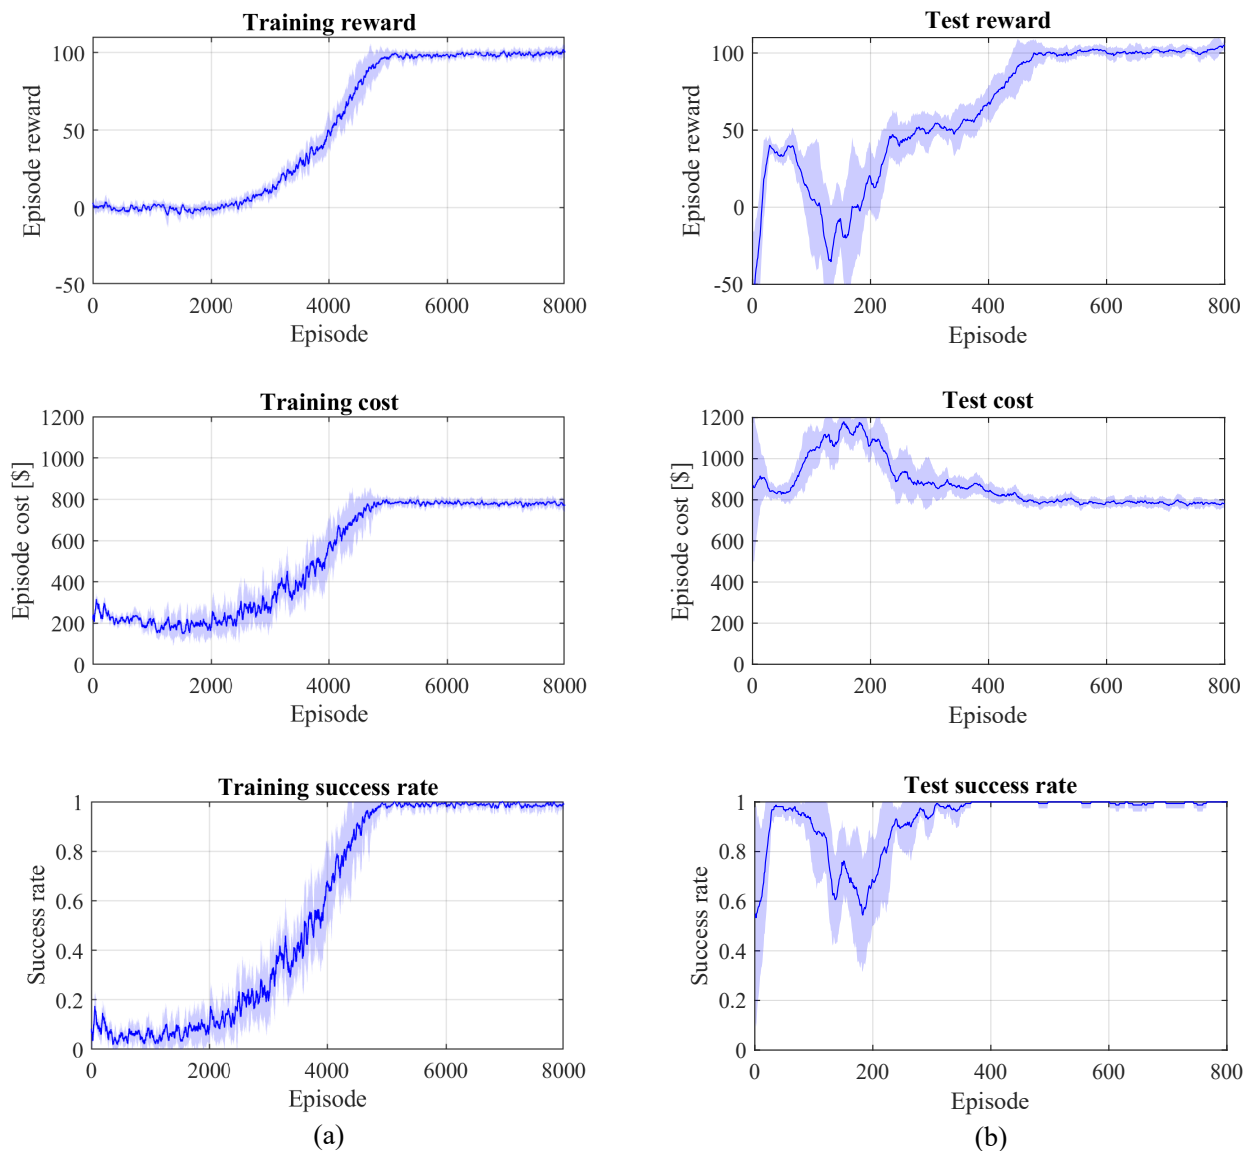 Training reward
100
50
0
-50
0 2000 4000 6000 8000
Episode
Episode reward
Test reward
100
50
0
-50
0 200 400 600 800
Episode
Episode reward
Training cost
1200
1000
800
600
400
200
0
0 2000 4000 6000 8000
Episode
Episode cost [$]
Test cost
1200
1000
800
600
400
200
0
0 200 400 600 800
Episode
Episode cost [$]
Training success rate
1
0.8
0.6
0.4
0.2
0
0 2000 4000 6000 8000
Episode
Success rate
(a)
Test success rate
1
0.8
0.6
0.4
0.2
0
0 200 400 600 800
Episode
Success rate
(b)